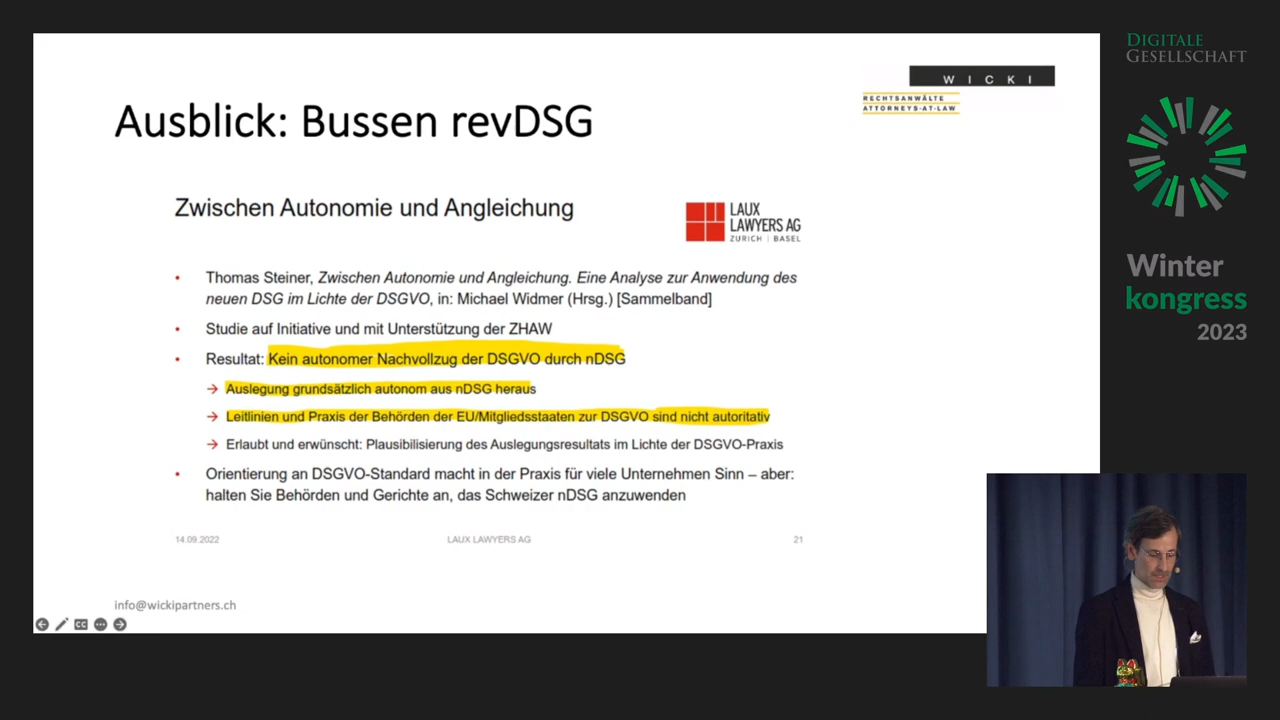 DIGITALE
GESELLSCHAFT
WICKI
RECHTSANWÄLTE
ATTORNEYS-AT-LAW
Ausblick: Bussen revDSG
Zwischen Autonomie und Angleichung
LAUX
LAWYERS AG
ZURICH | BASEL
• Thomas Steiner, Zwischen Autonomie und Angleichung. Eine Analyse zur Anwendung des
neuen DSG im Lichte der DSGVO, in: Michael Widmer (Hrsg.) [Sammelband]
• Studie auf Initiative und mit Unterstützung der ZHAW
• Resultat: Kein autonomer Nachvollzug der DSGVO durch nDSG
→ Auslegung grundsätzlich autonom aus nDSG heraus
→ Leitlinien und Praxis der Behörden der EU/Mitgliedsstaaten zur DSGVO sind nicht autoritativ
→ Erlaubt und erwünscht: Plausibilisierung des Auslegungsresultats im Lichte der DSGVO-Praxis
• Orientierung an DSGVO-Standard macht in der Praxis für viele Unternehmen Sinn – aber:
halten Sie Behörden und Gerichte an, das Schweizer nDSG anzuwenden
14.09.2022 LAUX LAWYERS AG 21
info@wickipartners.ch
CC
Winter
kongress
2023